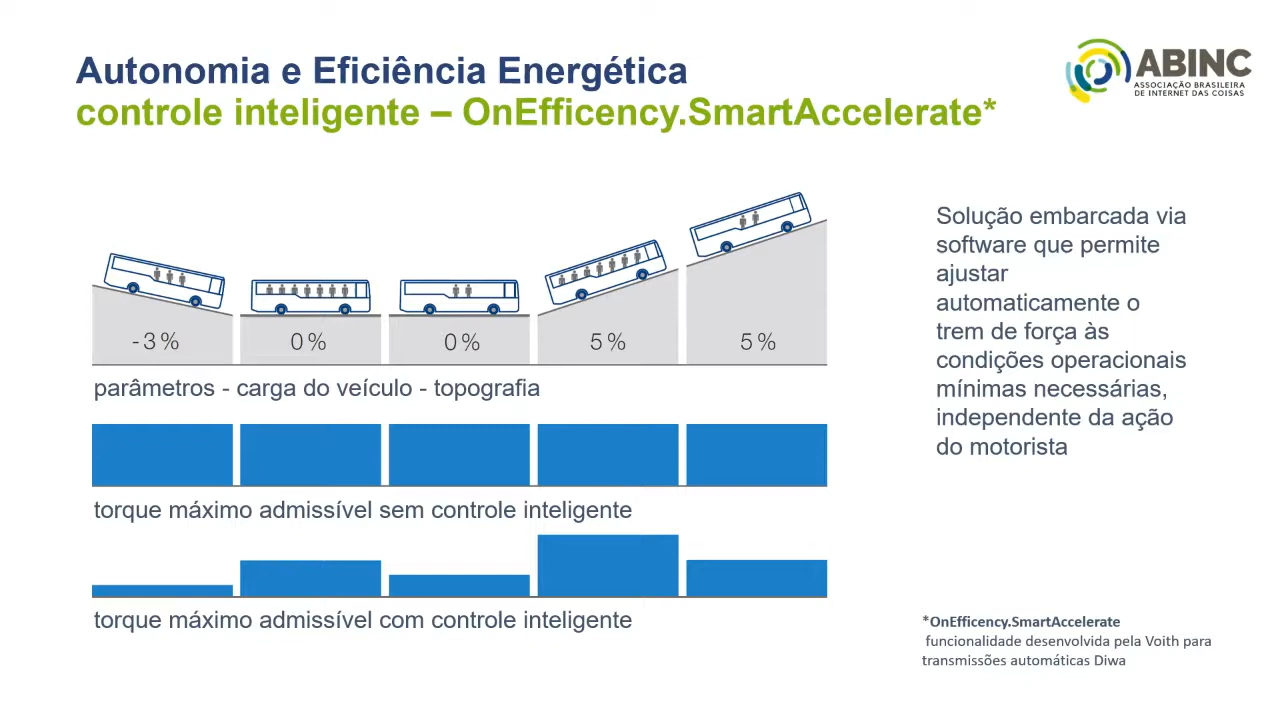 Autonomia e Eficiência Energética
controle inteligente – OnEfficency.SmartAccelerate*
ABINC
ASSOCIAÇÃO BRASILEIRA
DE INTERNET DAS COISAS
-3%
0%
0%
5%
5%
parâmetros - carga do veículo - topografia
torque máximo admissível sem controle inteligente
torque máximo admissível com controle inteligente
Solução embarcada via
software que permite
ajustar
automaticamente o
trem de força às
condições operacionais
mínimas necessárias,
independente da ação
do motorista
*OnEfficency.SmartAccelerate
funcionalidade desenvolvida pela Voith para
transmissões automáticas Diwa